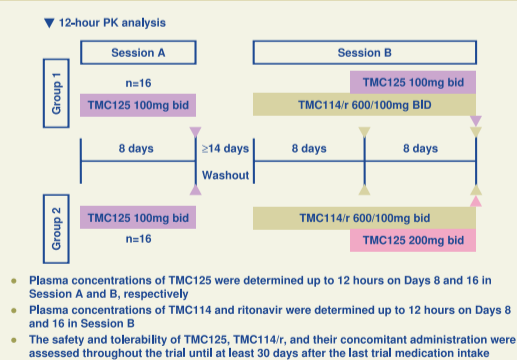 ▼ 12-hour PK analysis
Session A
Session B
Group 1
n=16
TMC125 100mg bid
TMC125 100mg bid
TMC114/r 600/100mg BID
8 days
≥14 days
Washout
8 days
8 days
Group 2
TMC125 100mg bid
n=16
TMC114/r 600/100mg bid
TMC125 200mg bid
• Plasma concentrations of TMC125 were determined up to 12 hours on Days 8 and 16 in
Session A and B, respectively
• Plasma concentrations of TMC114 and ritonavir were determined up to 12 hours on Days 8
and 16 in Session B
• The safety and tolerability of TMC125, TMC114/r, and their concomitant administration were
assessed throughout the trial until at least 30 days after the last trial medication intake